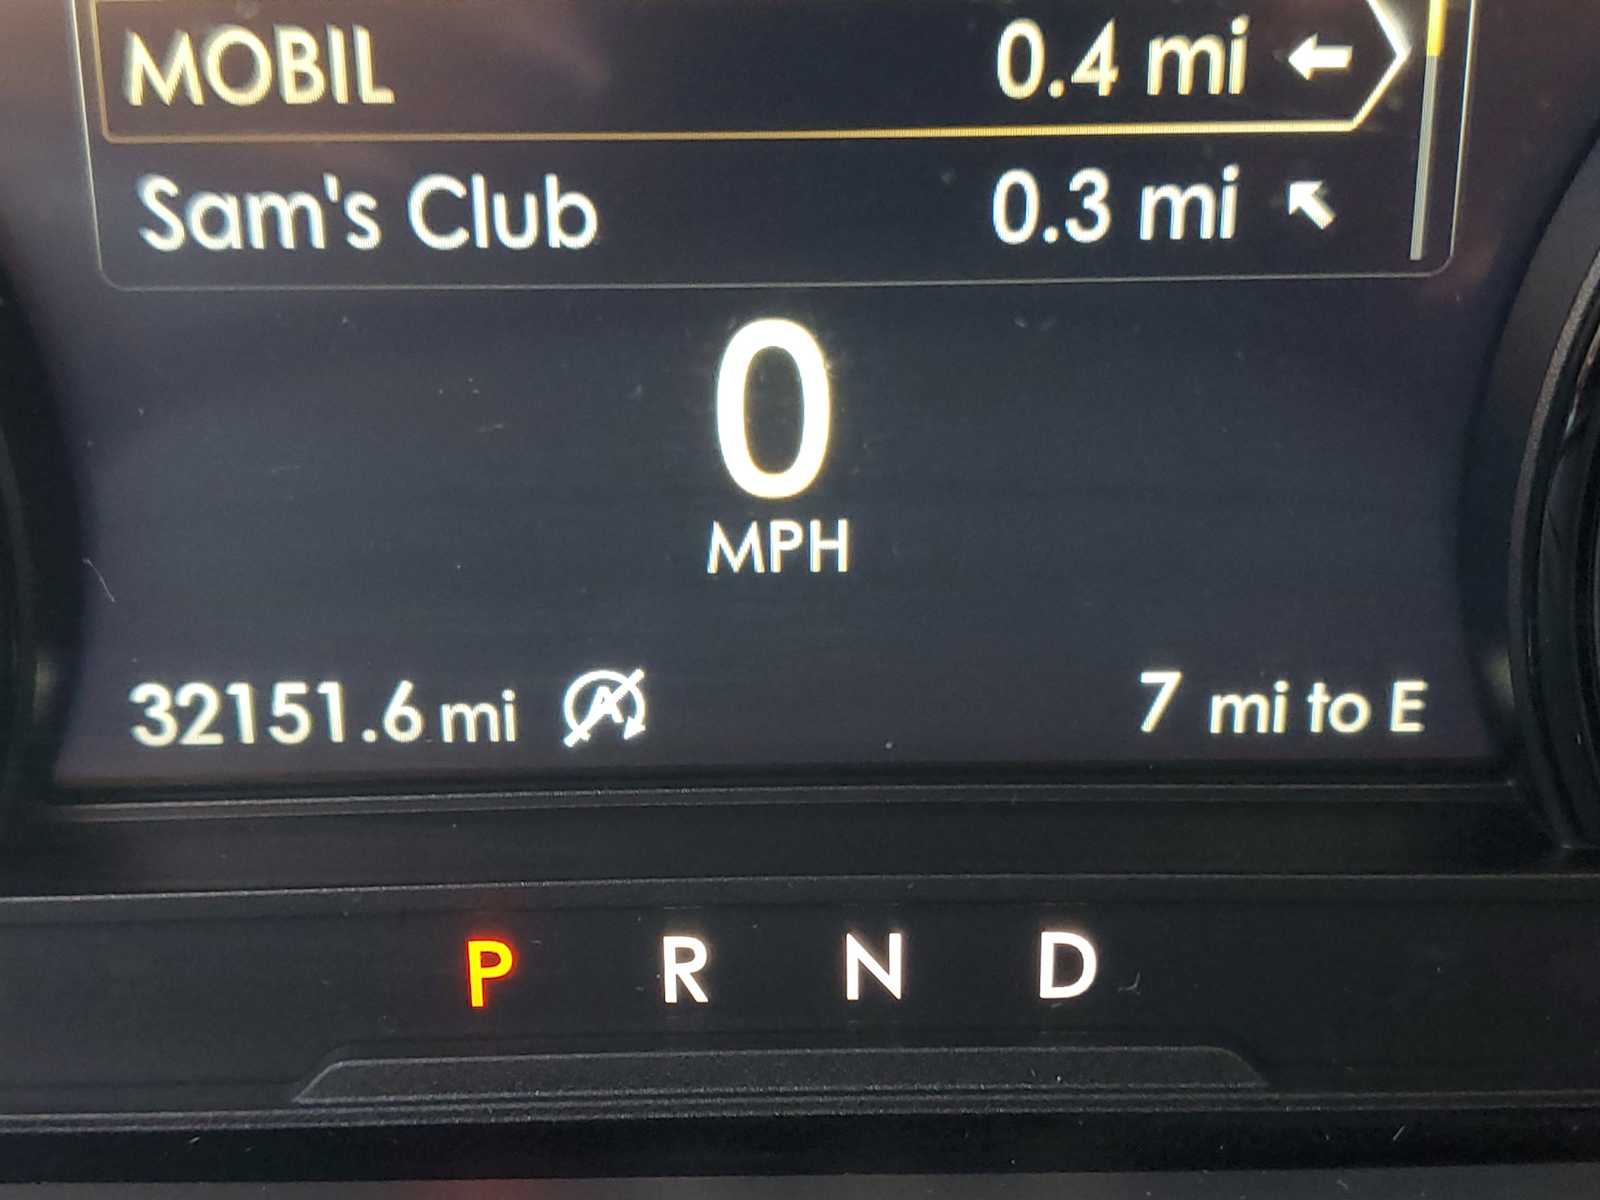 MOBIL 0.4 mi
Sam's Club 0.3 mi
0
MPH
32151.6 mi A 7 mi to E
P R N D